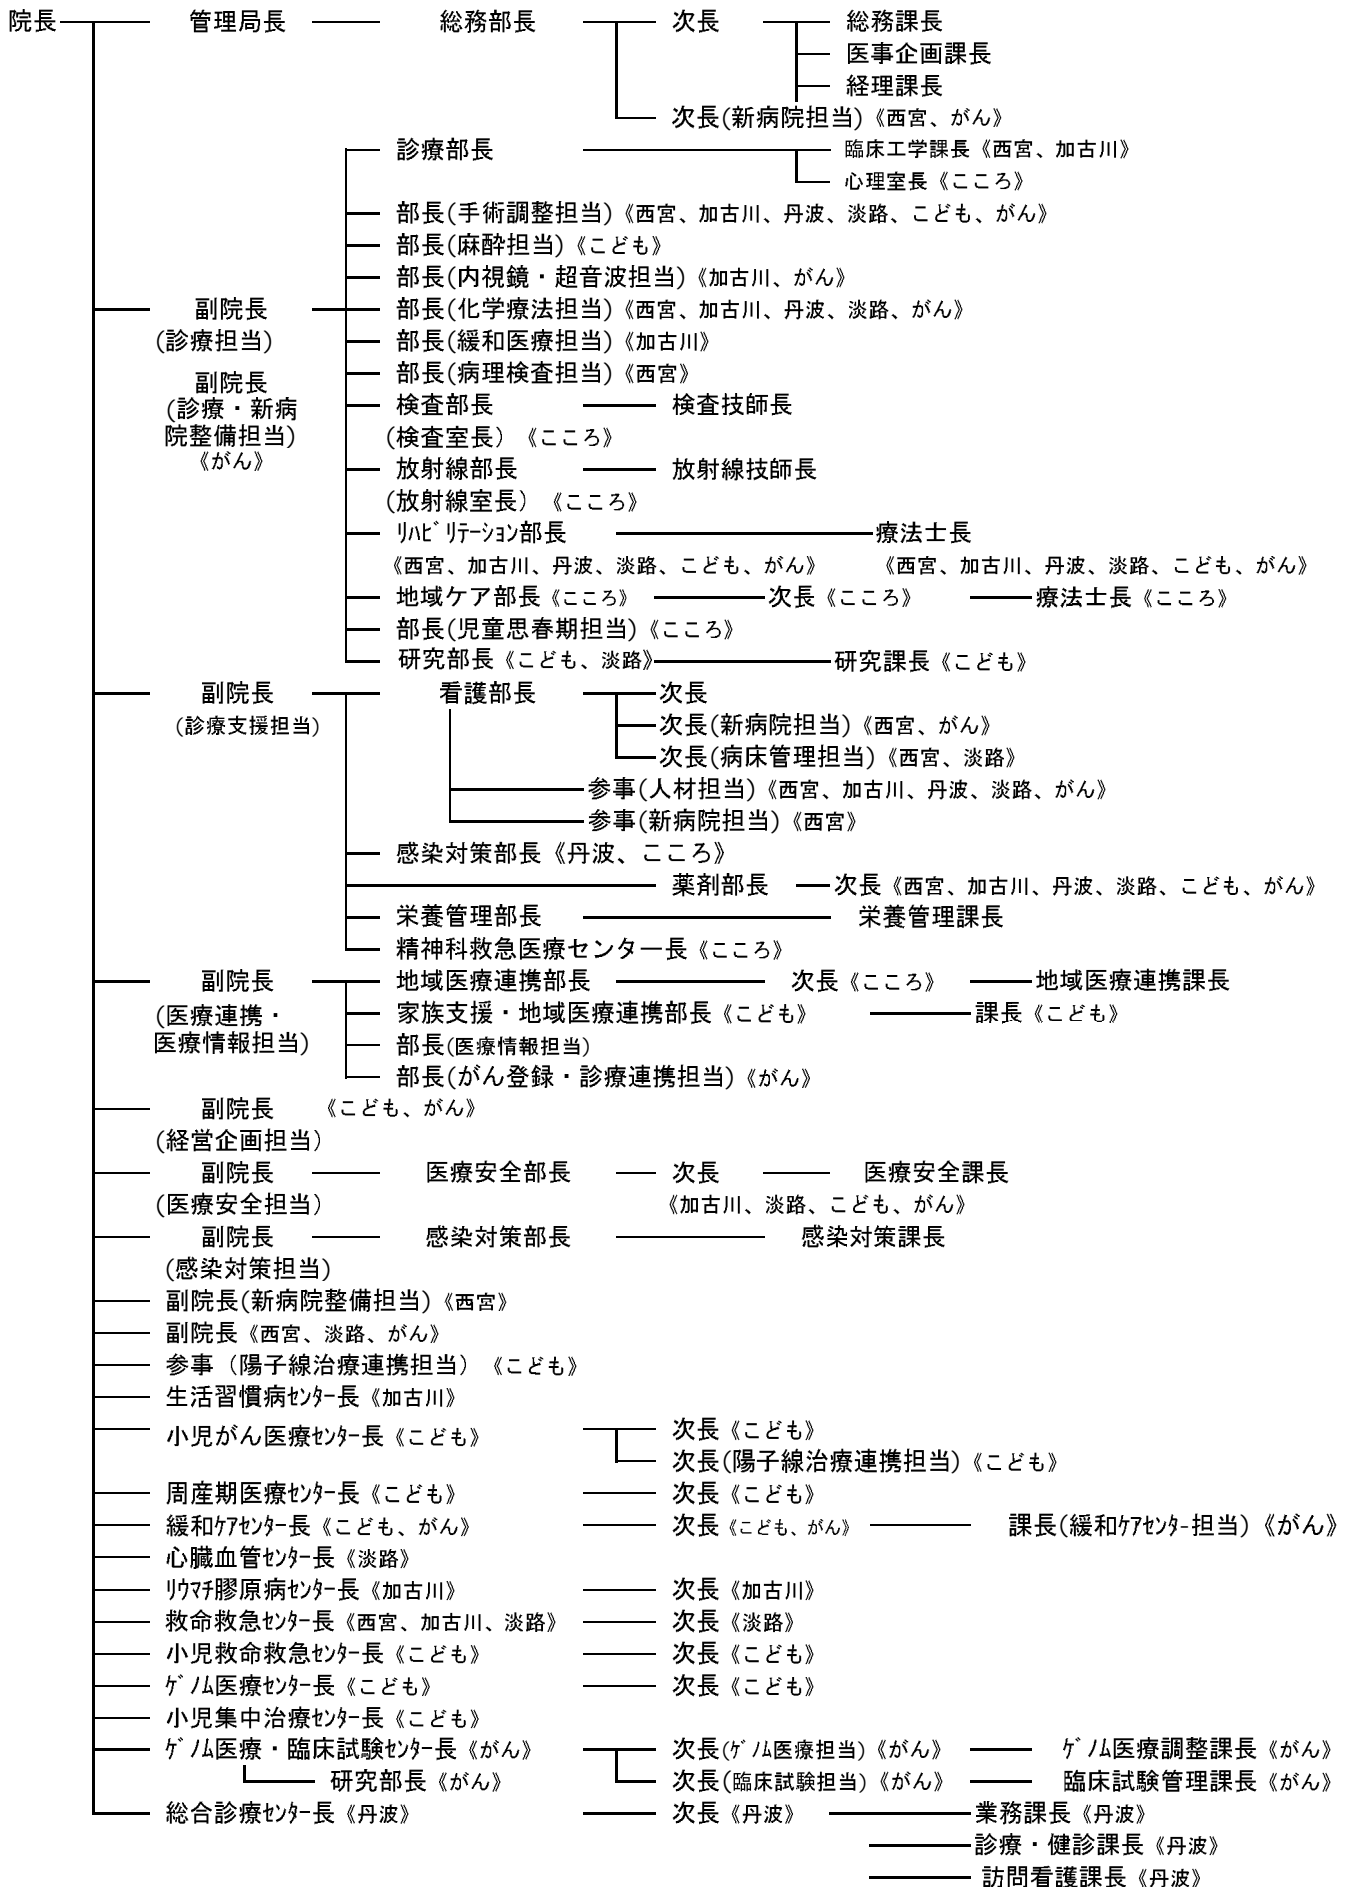 院長 管理局長 総務部長 次長 総務課長
医事企画課長
経理課長
次長(新病院担当)《西宮、がん》
診療部長 臨床工学課長《西宮、加古川》
心理室長《こころ》
部長(手術調整担当)《西宮、加古川、丹波、淡路、こども、がん》
部長(麻酔担当)《こども》
部長(内視鏡・超音波担当)《加古川、がん》
副院長 部長(化学療法担当)《西宮、加古川、丹波、淡路、がん》
(診療担当) 部長(緩和医療担当)《加古川》
副院長 部長(病理検査担当)《西宮》
(診療・新病 検査部長 検査技師長
院整備担当) (検査室長)《こころ》
《がん》 放射線部長 放射線技師長
(放射線室長)《こころ》
ﾘﾊﾋﾞﾘﾃｰｼｮﾝ部長 療法士長
《西宮、加古川、丹波、淡路、こども、がん》 《西宮、加古川、丹波、淡路、こども、がん》
地域ケア部長《こころ》 次長《こころ》 療法士長《こころ》
部長(児童思春期担当)《こころ》
研究部長《こども、淡路》 研究課長《こども》
副院長 看護部長 次長
(診療支援担当) 次長(新病院担当)《西宮、がん》
次長(病床管理担当)《西宮、淡路》
参事(人材担当)《西宮、加古川、丹波、淡路、がん》
参事(新病院担当)《西宮》
感染対策部長《丹波、こころ》
薬剤部長 次長《西宮、加古川、丹波、淡路、こども、がん》
栄養管理部長 栄養管理課長
精神科救急医療センター長《こころ》
副院長 地域医療連携部長 次長《こころ》 地域医療連携課長
(医療連携・ 家族支援・地域医療連携部長《こども》 課長《こども》
医療情報担当) 部長(医療情報担当)
部長(がん登録・診療連携担当)《がん》
副院長 《こども、がん》
(経営企画担当)
副院長 医療安全部長 次長 医療安全課長
(医療安全担当) 《加古川、淡路、こども、がん》
副院長 感染対策部長 感染対策課長
(感染対策担当)
副院長(新病院整備担当)《西宮》
副院長《西宮、淡路、がん》
参事（陽子線治療連携担当）《こども》
生活習慣病ｾﾝﾀｰ長《加古川》
小児がん医療ｾﾝﾀｰ長《こども》 次長《こども》
次長(陽子線治療連携担当)《こども》
周産期医療ｾﾝﾀｰ長《こども》 次長《こども》
緩和ｹｱｾﾝﾀｰ長《こども、がん》 次長《こども、がん》 課長(緩和ｹｱｾﾝﾀ-担当)《がん》
心臓血管ｾﾝﾀｰ長《淡路》
ﾘｳﾏﾁ膠原病ｾﾝﾀｰ長《加古川》 次長《加古川》
救命救急ｾﾝﾀｰ長《西宮、加古川、淡路》 次長《淡路》
小児救命救急ｾﾝﾀｰ長《こども》 次長《こども》
ｹﾞﾉﾑ医療ｾﾝﾀｰ長《こども》 次長《こども》
小児集中治療ｾﾝﾀｰ長《こども》
ｹﾞﾉﾑ医療・臨床試験ｾﾝﾀｰ長《がん》 次長(ｹﾞﾉﾑ医療担当)《がん》 ｹﾞﾉﾑ医療調整課長《がん》
研究部長《がん》 次長(臨床試験担当)《がん》 臨床試験管理課長《がん》
総合診療ｾﾝﾀｰ長《丹波》 次長《丹波》 業務課長《丹波》
診療・健診課長《丹波》
訪問看護課長《丹波》